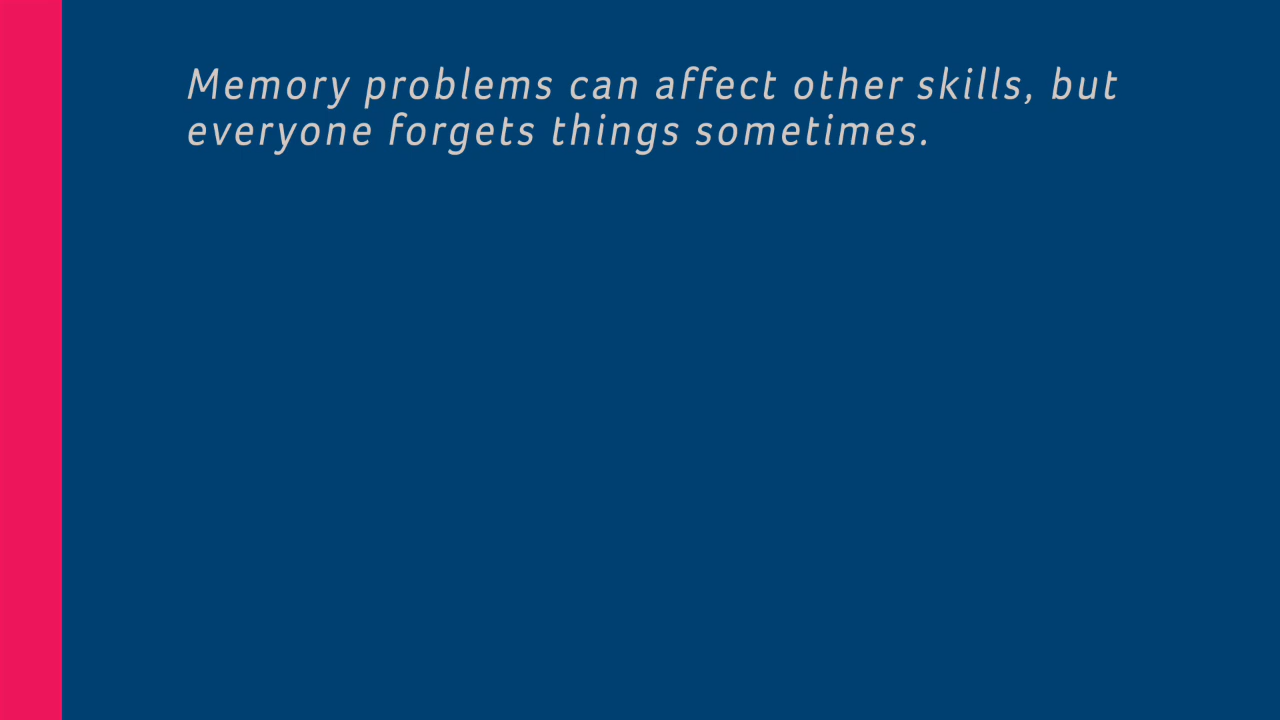 Memory problems can affect other skills, but
everyone forgets things sometimes.